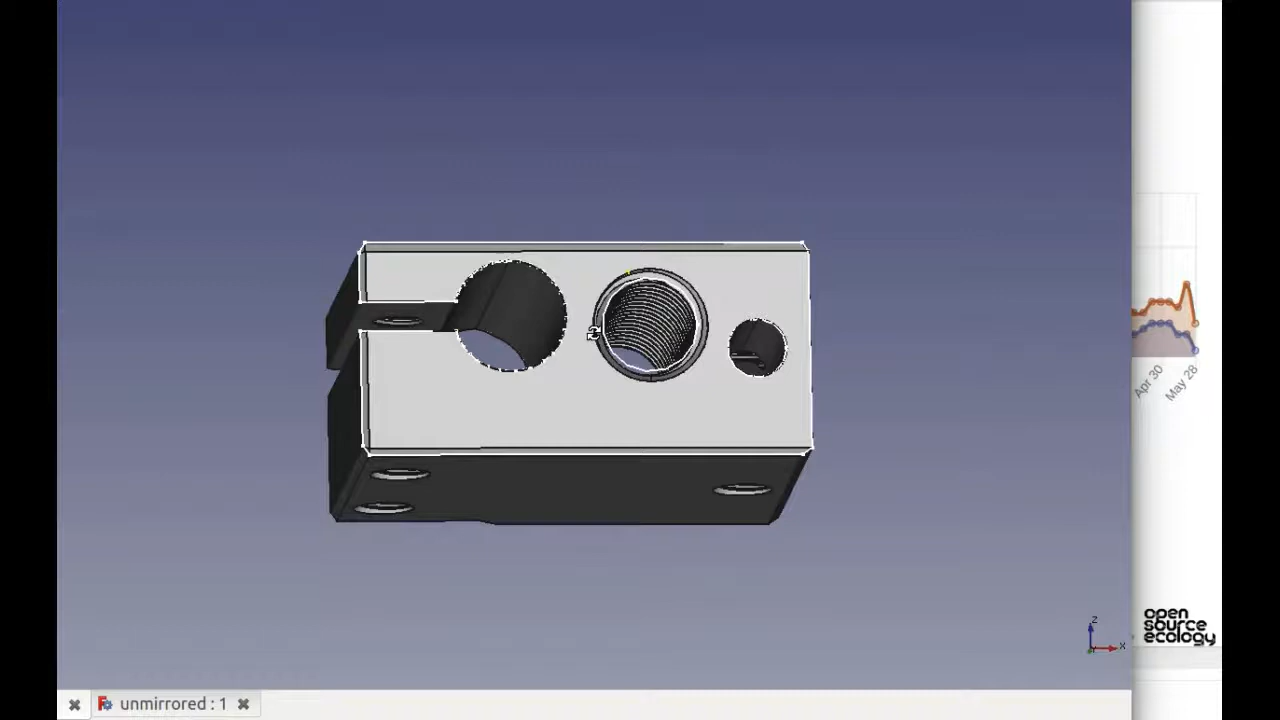 Apr 30
May 28
open
source
ecology
Z
X
unmirrored : 1